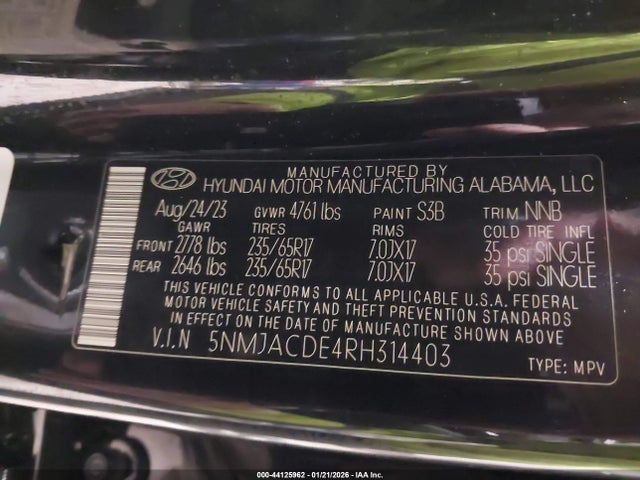 MANUFACTURED BY
HYUNDAI MOTOR MANUFACTURING ALABAMA, LLC
Aug/24/23 GVWR 4761 lbs PAINT S3B TRIM NNB
GAWR TIRES RIMS COLD TIRE INFL
FRONT 2778 lbs 235/65R17 7.0JX17 35 psi SINGLE
REAR 2646 lbs 235/65R17 7.0JX17 35 psi SINGLE
THIS VEHICLE CONFORMS TO ALL APPLICABLE U.S.A. FEDERAL
MOTOR VEHICLE SAFETY AND THEFT PREVENTION STANDARDS
IN EFFECT ON THE DATE OF MANUFACTURE SHOWN ABOVE
V.I.N 5NMJACDE4RH314403 TYPE: MPV
000-44125962 - 01/21/2026 - IAA Inc.